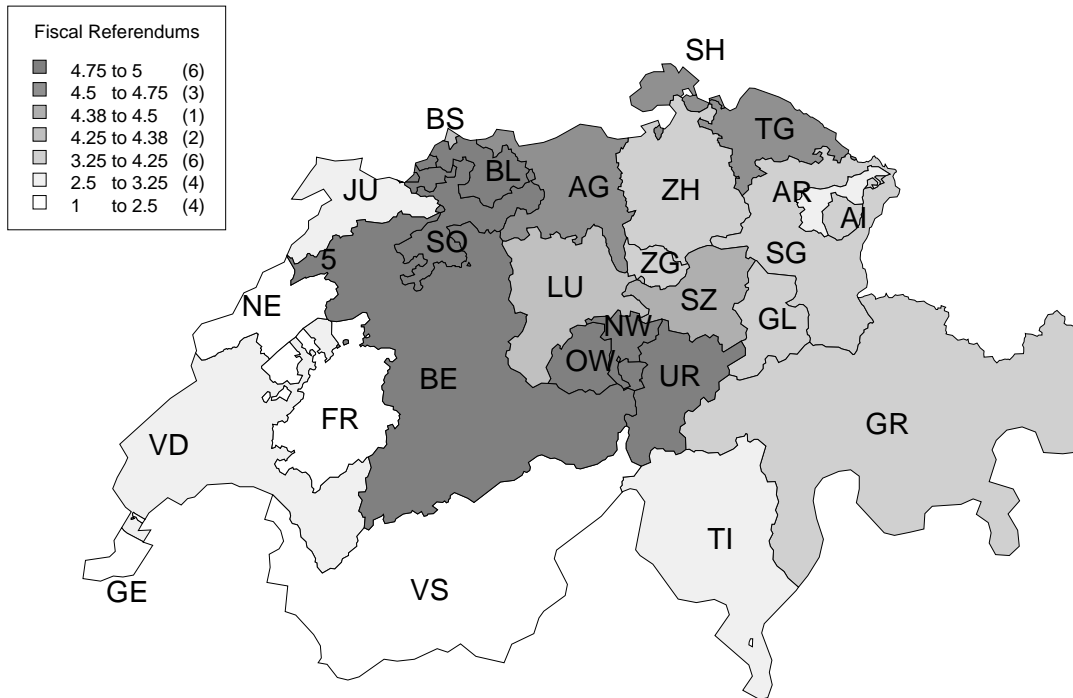 Fiscal Referendums
4.75 to 5 (6)
4.5 to 4.75 (3)
4.38 to 4.5 (1)
4.25 to 4.38 (2)
3.25 to 4.25 (6)
2.5 to 3.25 (4)
1 to 2.5 (4)
SH
BS
TG
BL
JU
AG
ZH
AR
AI
SO
5
ZG
SG
LU
SZ
NE
NW
GL
OW
BE
UR
FR
GR
VD
TI
GE
VS